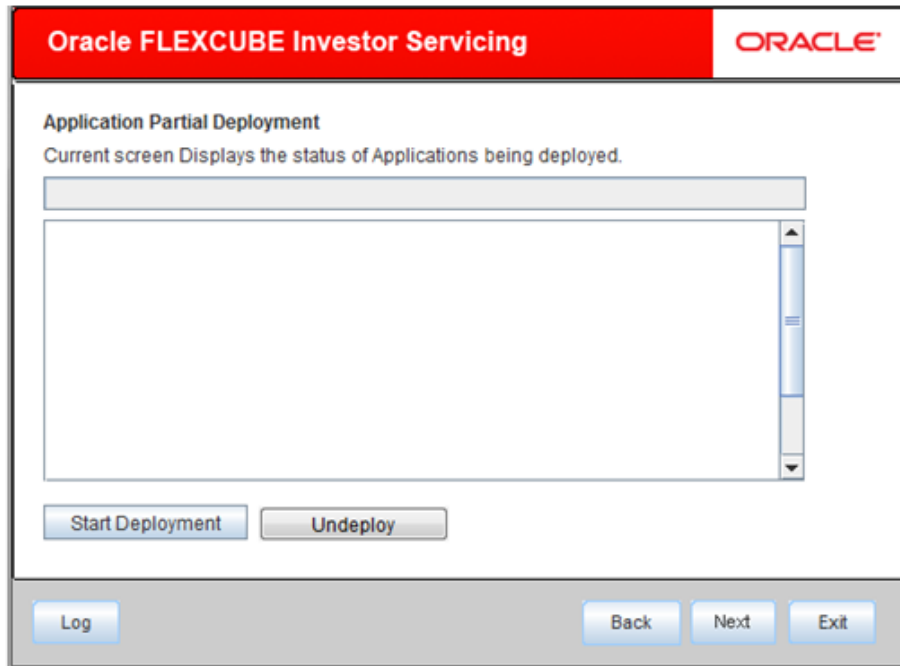 Oracle FLEXCUBE Investor Servicing
ORACLE
Application Partial Deployment
Current screen Displays the status of Applications being deployed.
Start Deployment
Undeploy
Log
Back
Next
Exit